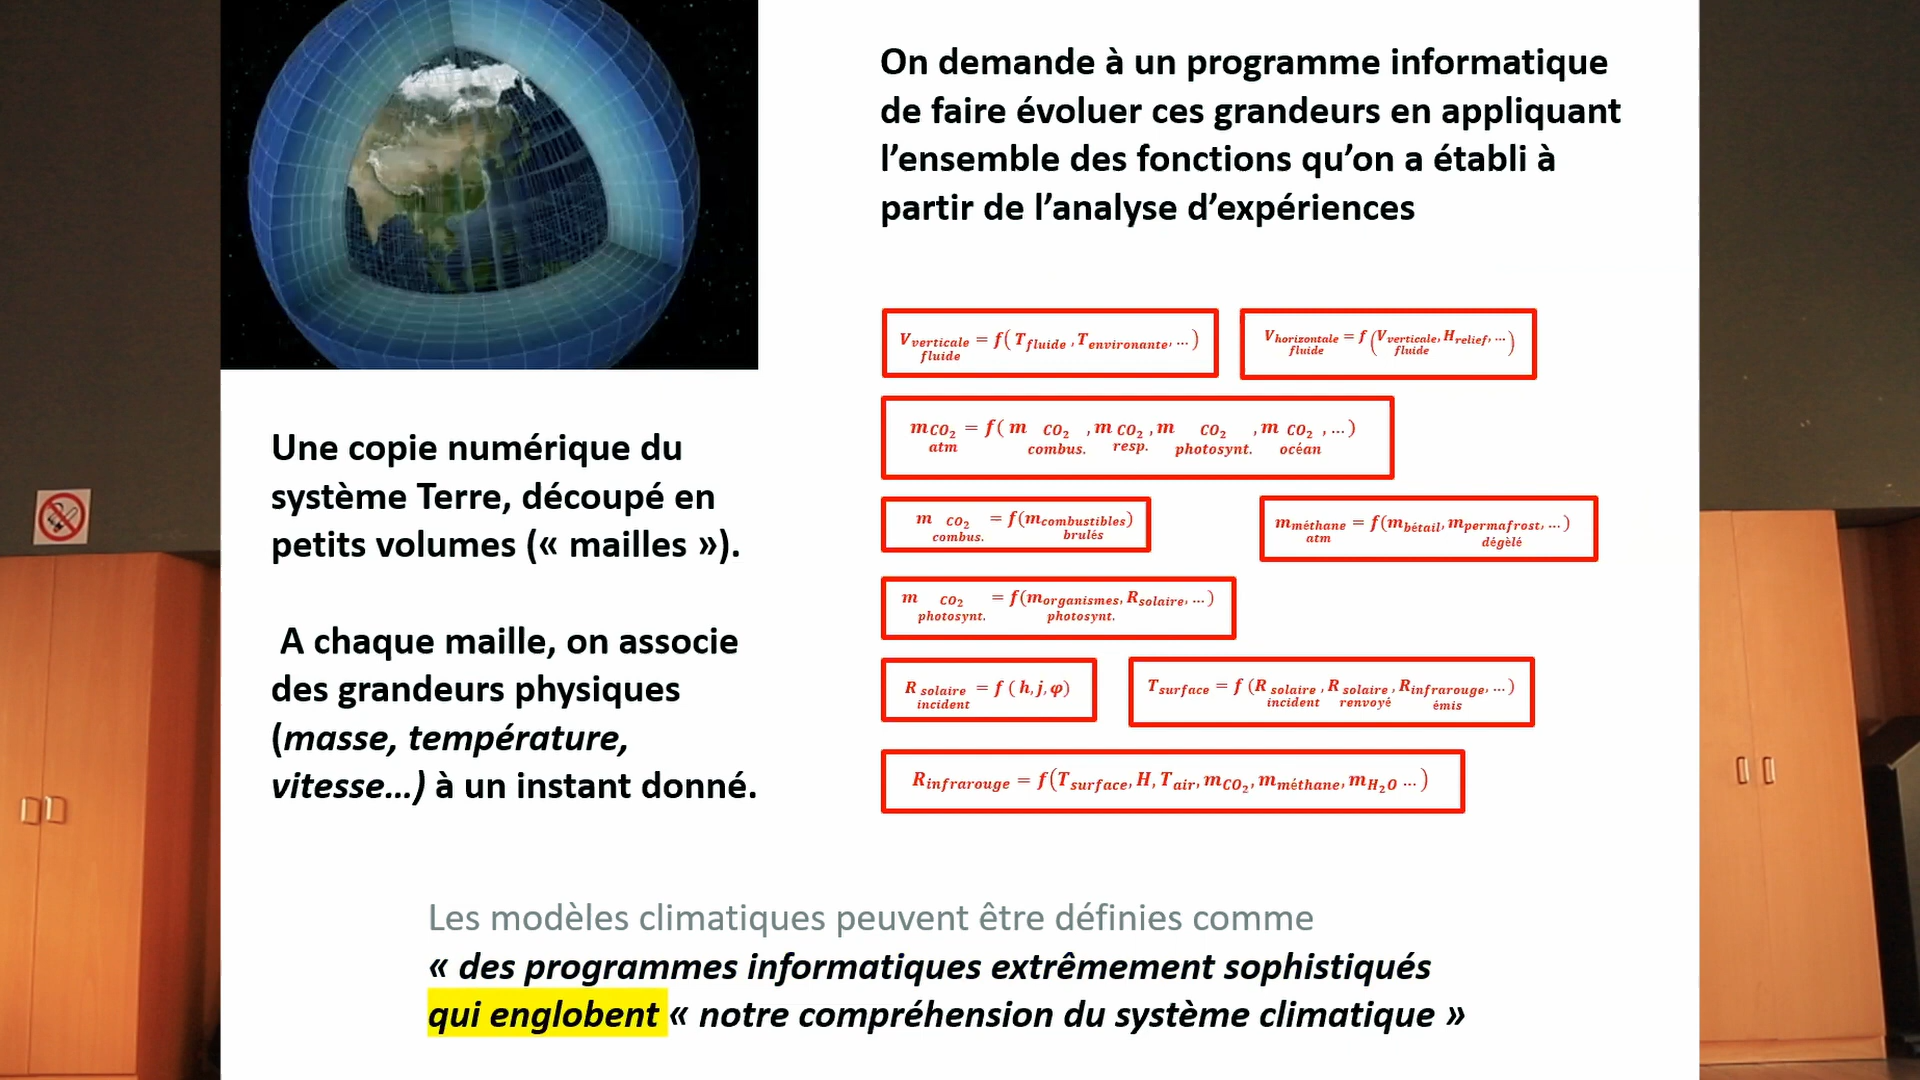 On demande à un programme informatique
de faire évoluer ces grandeurs en appliquant
l’ensemble des fonctions qu’on a établi à
partir de l’analyse d’expériences
Une copie numérique du
système Terre, découpé en
petits volumes (« mailles »).
A chaque maille, on associe
des grandeurs physiques
(masse, température,
vitesse...) à un instant donné.
V verticale fluide = f( T fluide , T environante, ... )
V horizontale fluide = f ( V verticale fluide, H relief, ... )
m CO2 atm = f( m CO2 combus. , m CO2 resp. , m CO2 photosynt. , m CO2 océan , ... )
m CO2 combus. = f(m combustibles brulés)
m méthane atm = f(m bétail, m permafrost dégèlé, ... )
m CO2 photosynt. = f(m organismes photosynt., R solaire, ... )
R solaire incident = f ( h, j, φ)
T surface = f (R solaire incident , R solaire renvoyé , R infrarouge émis, ... )
R infrarouge = f(T surface, H, T air, m CO2, m méthane, m H2O ... )
Les modèles climatiques peuvent être définies comme
« des programmes informatiques extrêmement sophistiqués
qui englobent « notre compréhension du système climatique »